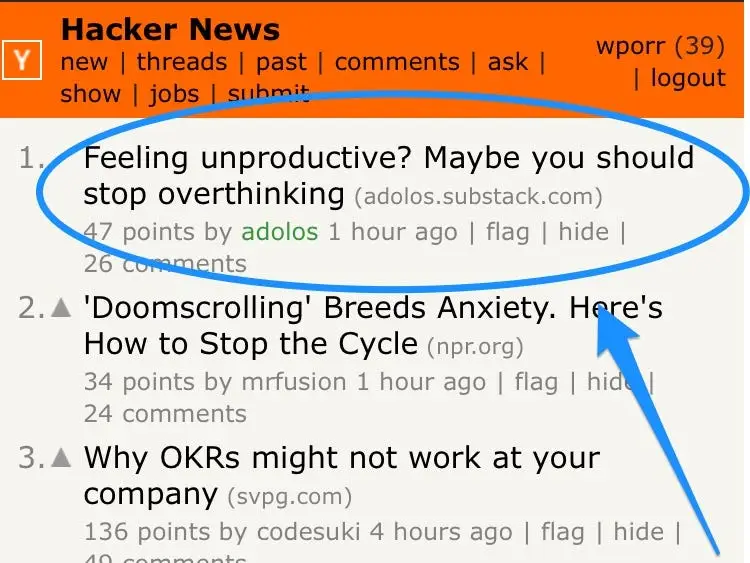 Hacker News
Y
new | threads | past | comments | ask |
show | jobs | submit
wporr (39)
| logout
1.
Feeling unproductive? Maybe you should
stop overthinking (adolos.substack.com)
47 points by adolos 1 hour ago | flag | hide |
26 comments
2. 'Doomscrolling' Breeds Anxiety. Here's
How to Stop the Cycle (npr.org)
34 points by mrfusion 1 hour ago | flag | hide |
24 comments
3. Why OKRs might not work at your
company (svpg.com)
136 points by codesuki 4 hours ago | flag | hide |
49 comments